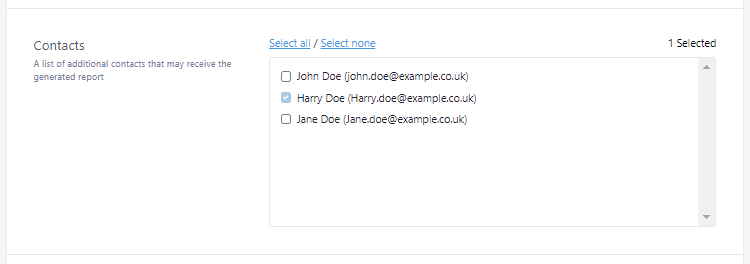 Contacts
A list of additional contacts that may receive the
generated report
Select all / Select none
1 Selected
John Doe (john.doe@example.co.uk)
Harry Doe (Harry.doe@example.co.uk)
Jane Doe (Jane.doe@example.co.uk)